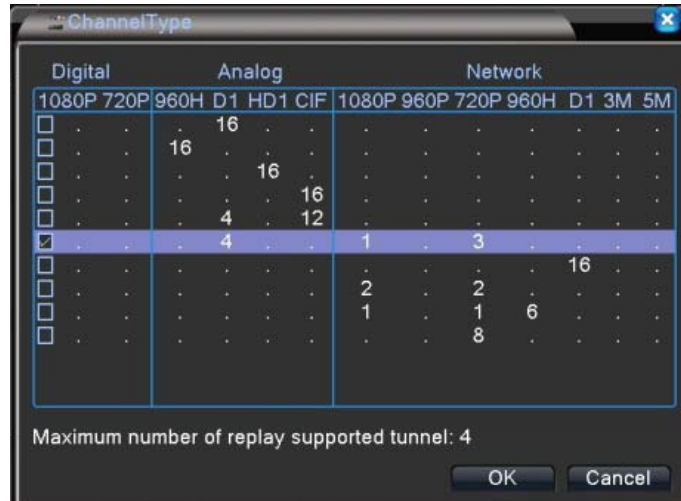 ChannelType
Digital Analog Network
1080P 720P 960H D1 HD1 CIF 1080P 960P 720P 960H D1 3M 5M
. . . 16 . . . . . . . . .
. . 16 . . . . . . . . . .
. . . . 16 . . . . . . . .
. . . . . 16 . . . . . . .
. . . 4 . 12 . . . . . . .
. . . 4 . . 1 . 3 . . . .
. . . . . . . . . . 16 . .
. . . . . . 2 . 2 . . . .
. . . . . . 1 . 1 6 . . .
. . . . . . . . 8 . . . .
Maximum number of replay supported tunnel: 4
OK Cancel